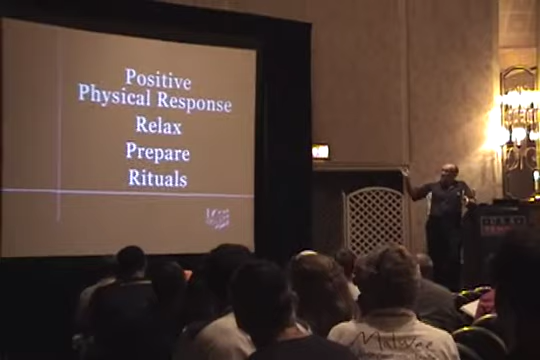 Positive
Physical Response
Relax
Prepare
Rituals